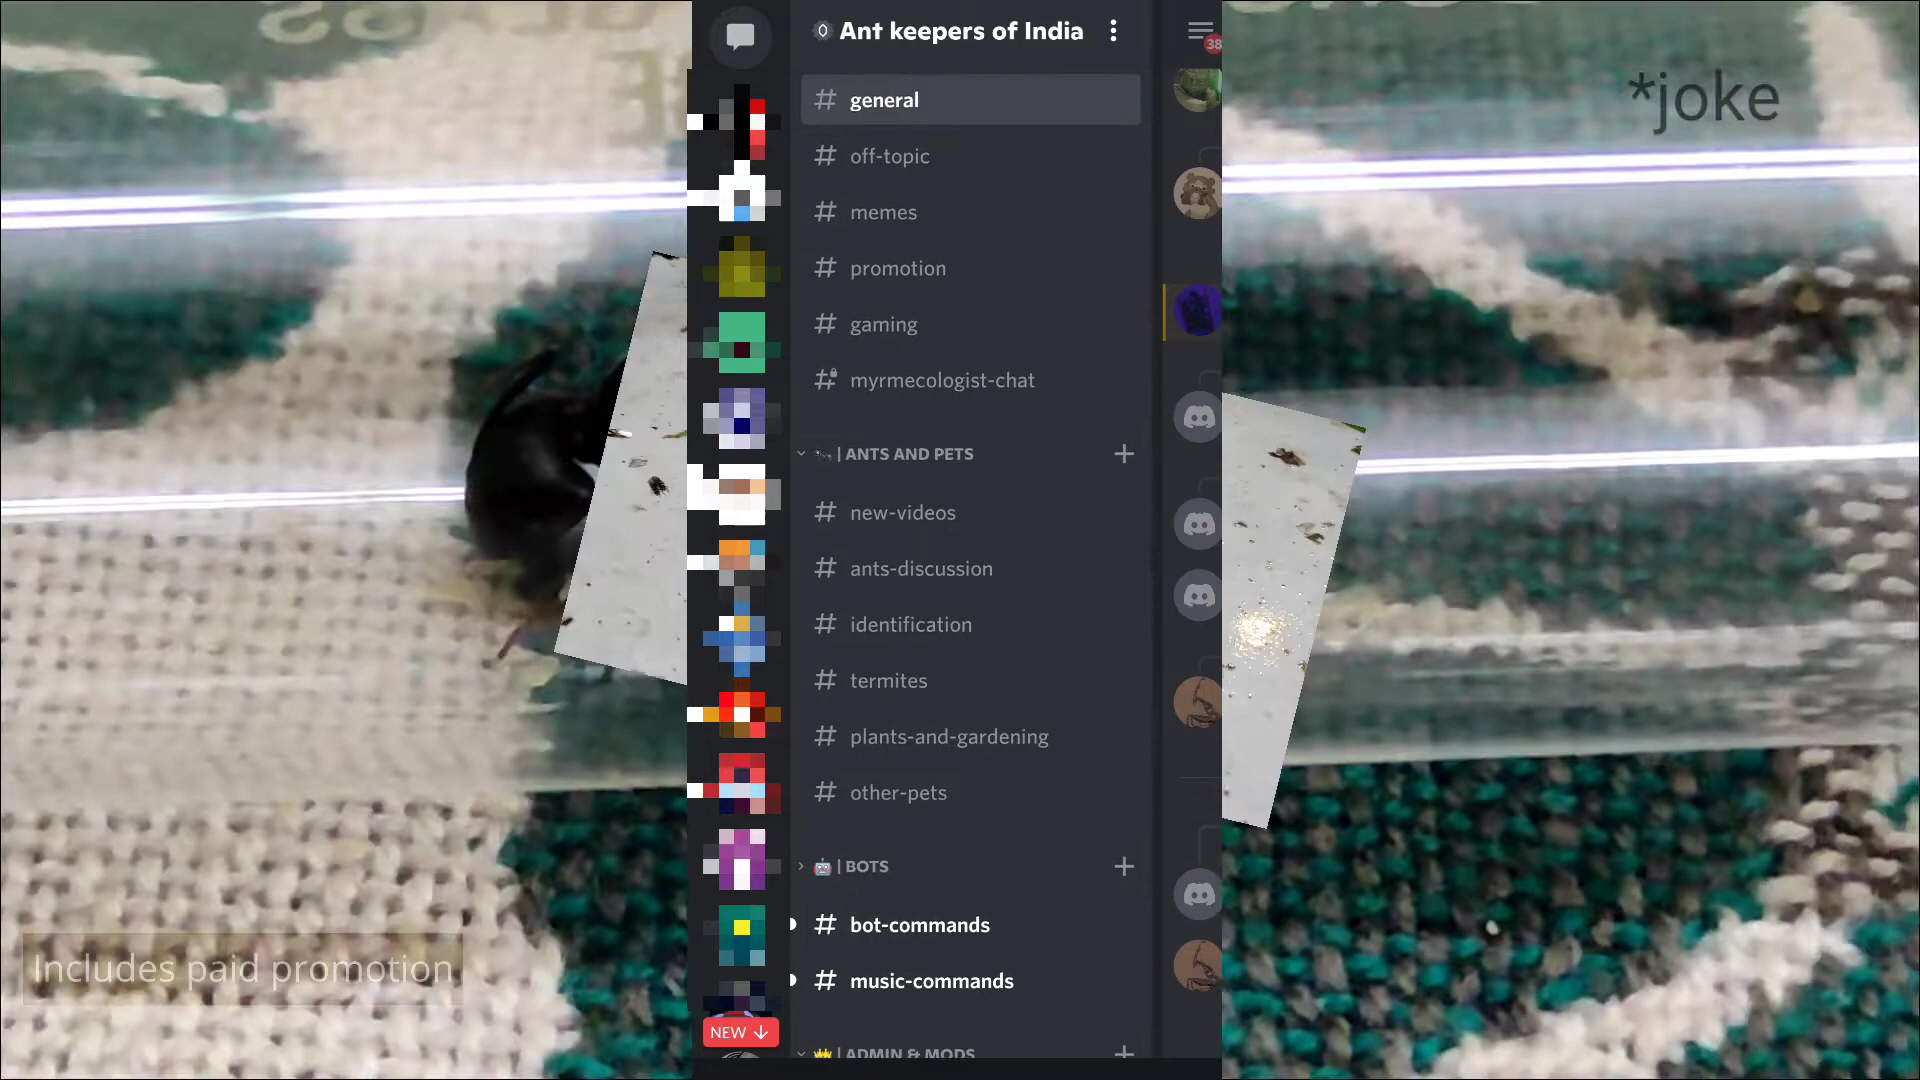 Ant keepers of India
38
general
off-topic
memes
promotion
gaming
myrmecologist-chat
| ANTS AND PETS
new-videos
ants-discussion
identification
termites
plants-and-gardening
other-pets
| BOTS
bot-commands
music-commands
NEW
| ADMIN & MODS
*joke
Includes paid promotion